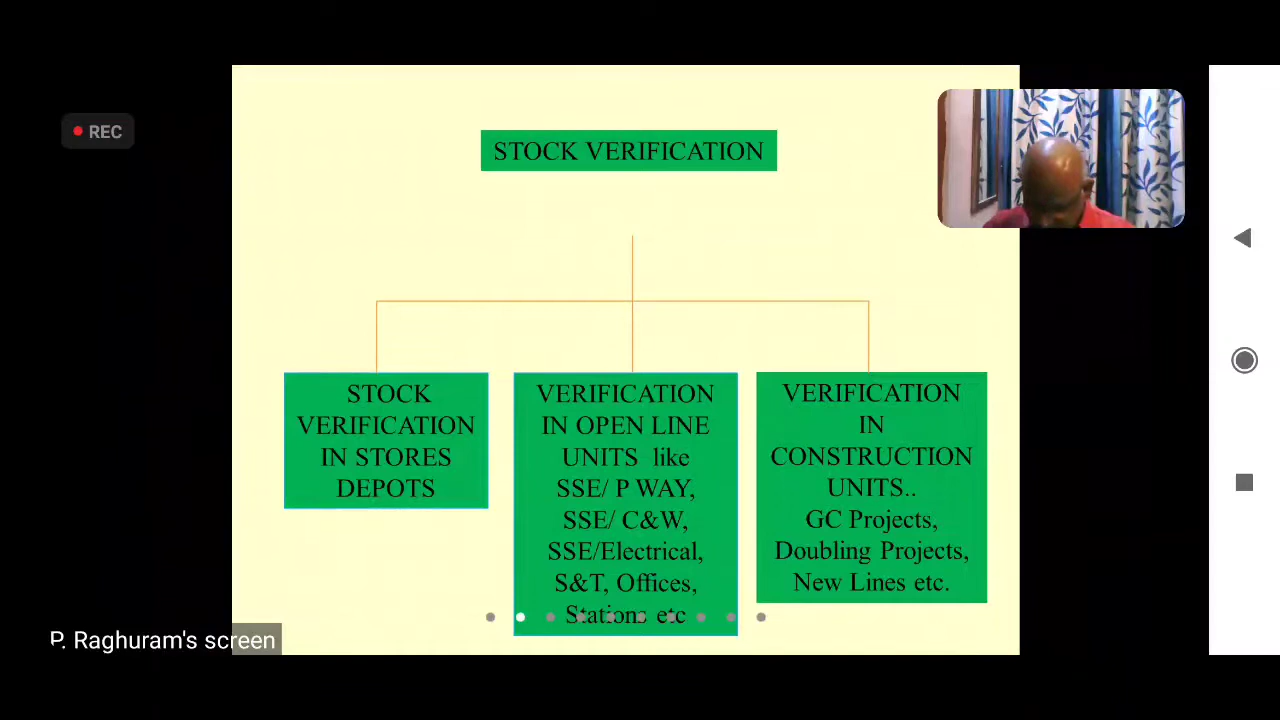 REC
STOCK VERIFICATION
STOCK
VERIFICATION
IN STORES
DEPOTS
VERIFICATION
IN OPEN LINE
UNITS like
SSE/ P WAY,
SSE/ C&W,
SSE/Electrical,
S&T, Offices,
Stations etc
VERIFICATION
IN
CONSTRUCTION
UNITS..
GC Projects,
Doubling Projects,
New Lines etc.
P. Raghuram's screen